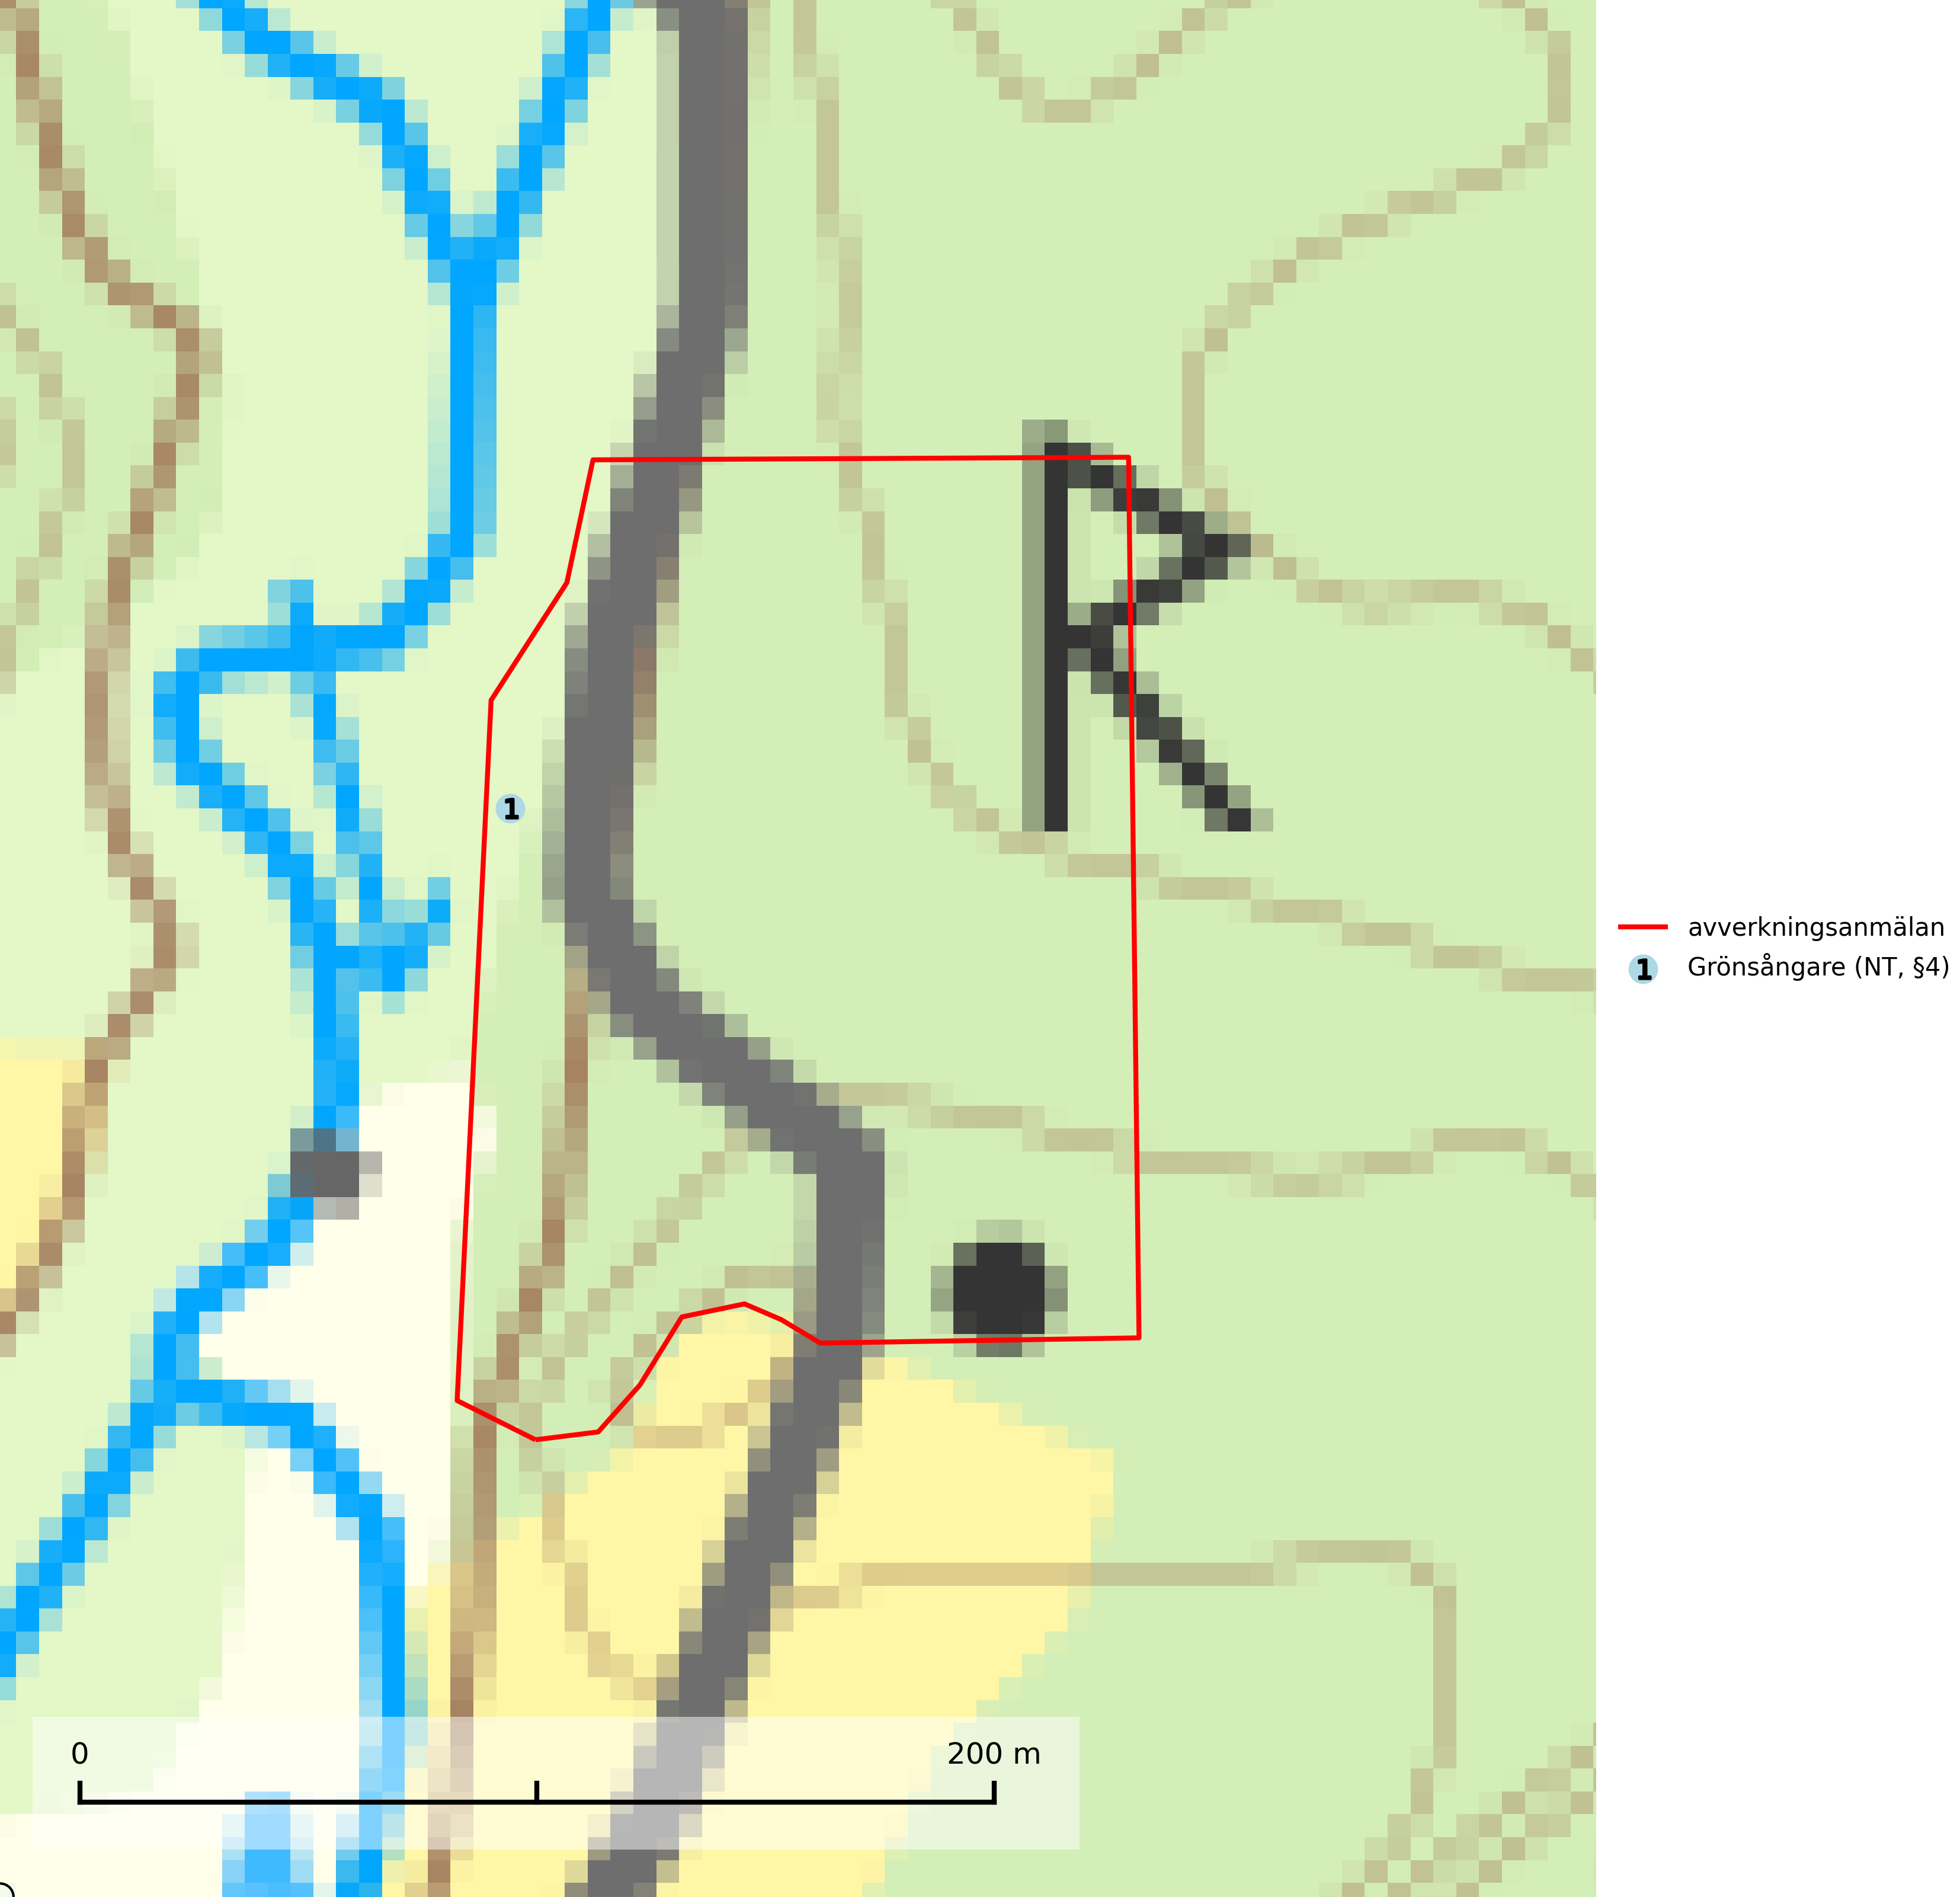 R
1
avverkningsanmälan
1 Grönsångare (NT, §4)
0 200 m